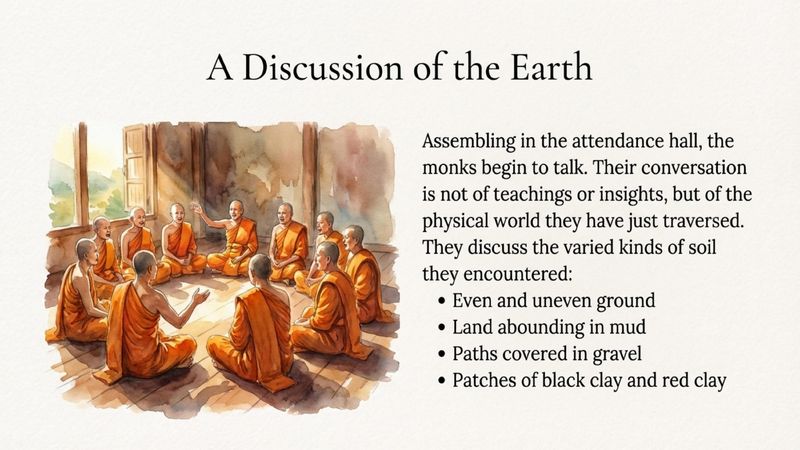 A Discussion of the Earth
Assembling in the attendance hall, the
monks begin to talk. Their conversation
is not of teachings or insights, but of the
physical world they have just traversed.
They discuss the varied kinds of soil
they encountered:
• Even and uneven ground
• Land abounding in mud
• Paths covered in gravel
• Patches of black clay and red clay